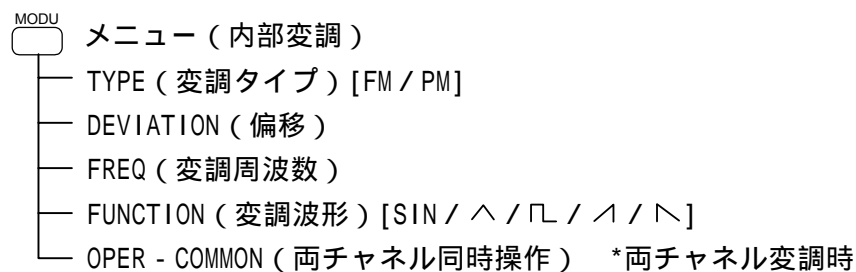 MODU
メニュー(内部変調)
TYPE(変調タイプ)[FM/PM]
DEVIATION(偏移)
FREQ(変調周波数)
FUNCTION(変調波形)[SIN/ / / / ]
OPER-COMMON(両チャネル同時操作) *両チャネル変調時